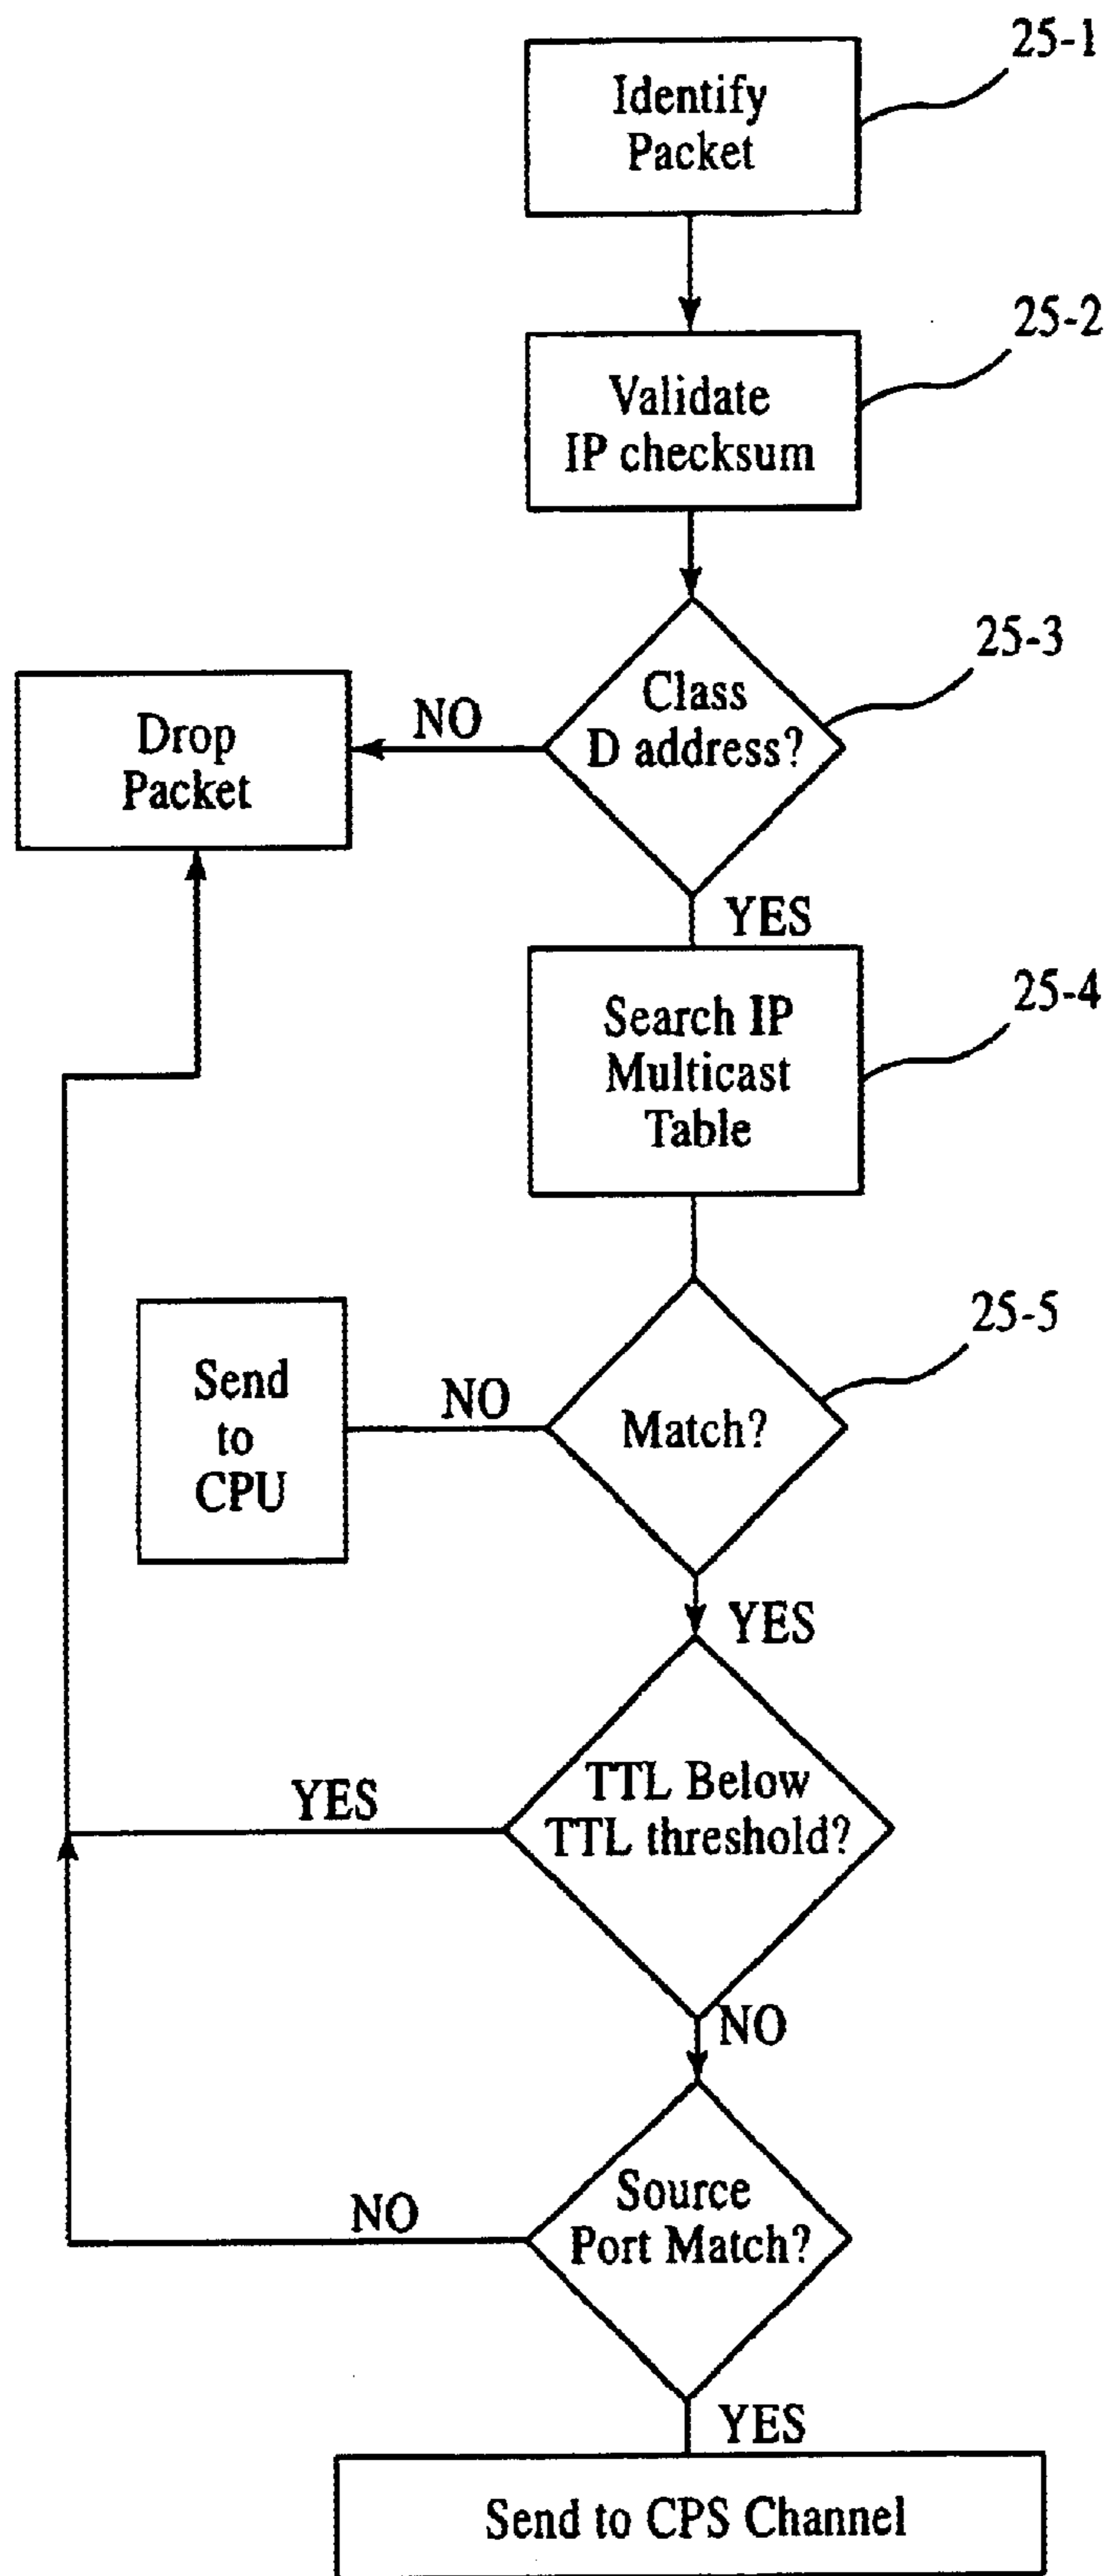 25-1
Identify
Packet
25-2
Validate
IP checksum
25-3
Class
D address?
NO
Drop
Packet
YES
25-4
Search IP
Multicast
Table
25-5
Match?
NO
Send
to
CPU
YES
TTL Below
TTL threshold?
YES
NO
Source
Port Match?
NO
YES
Send to CPS Channel